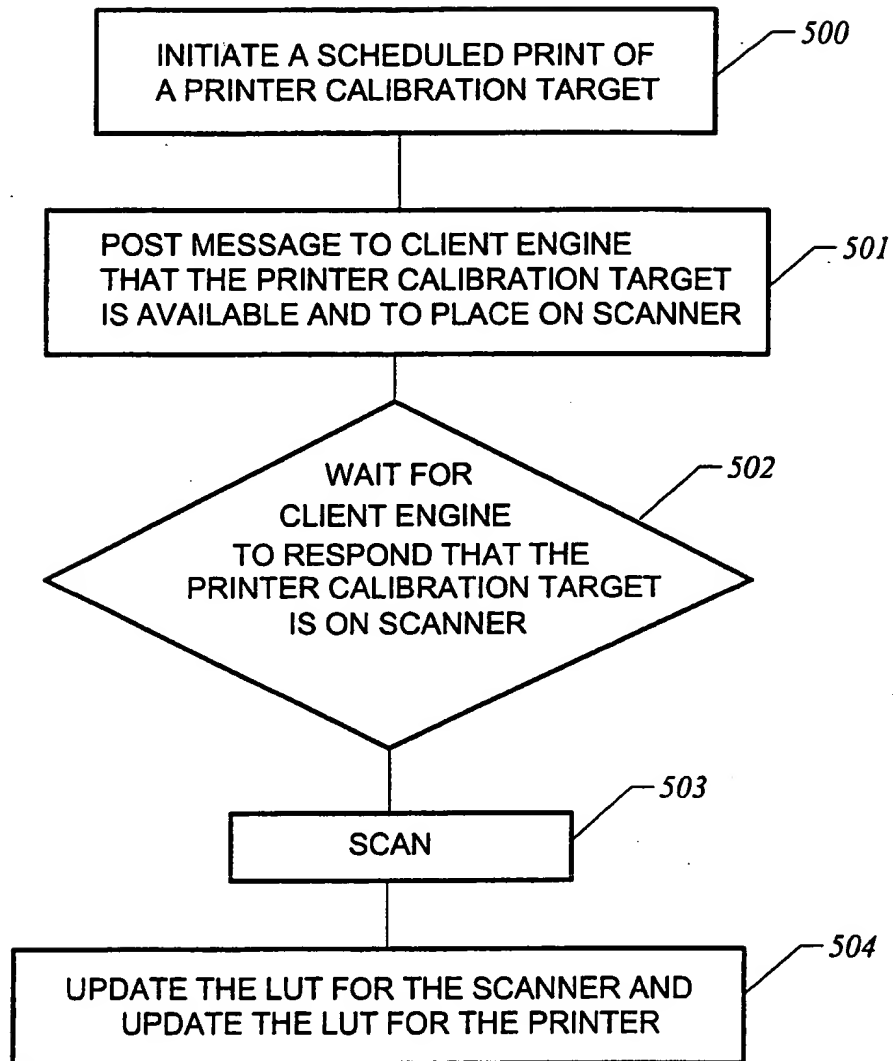 INITIATE A SCHEDULED PRINT OF
A PRINTER CALIBRATION TARGET
500
POST MESSAGE TO CLIENT ENGINE
THAT THE PRINTER CALIBRATION TARGET
IS AVAILABLE AND TO PLACE ON SCANNER
501
WAIT FOR
CLIENT ENGINE
TO RESPOND THAT THE
PRINTER CALIBRATION TARGET
IS ON SCANNER
502
SCAN
503
UPDATE THE LUT FOR THE SCANNER AND
UPDATE THE LUT FOR THE PRINTER
504